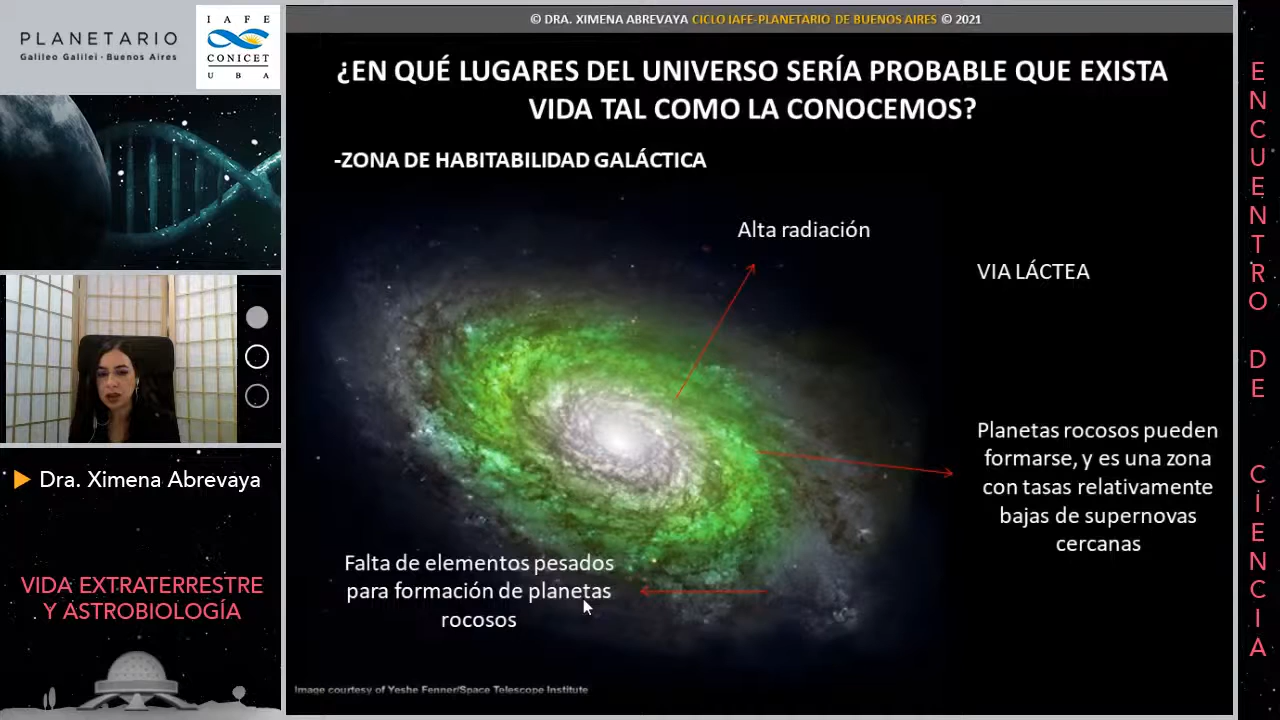 PLANETARIO
Galileo Galilei · Buenos Aires
I A F E
CONICET
U B A
© DRA. XIMENA ABREVAYA CICLO IAFE-PLANETARIO DE BUENOS AIRES © 2021
¿EN QUÉ LUGARES DEL UNIVERSO SERÍA PROBABLE QUE EXISTA
VIDA TAL COMO LA CONOCEMOS?
-ZONA DE HABITABILIDAD GALÁCTICA
Alta radiación
VIA LÁCTEA
Planetas rocosos pueden
formarse, y es una zona
con tasas relativamente
bajas de supernovas
cercanas
Falta de elementos pesados
para formación de planetas
rocosos
Image courtesy of Yeshe Fenner/Space Telescope Institute
Dra. Ximena Abrevaya
VIDA EXTRATERRESTRE
Y ASTROBIOLOGÍA
ENCUENTRO DE CIENCIA